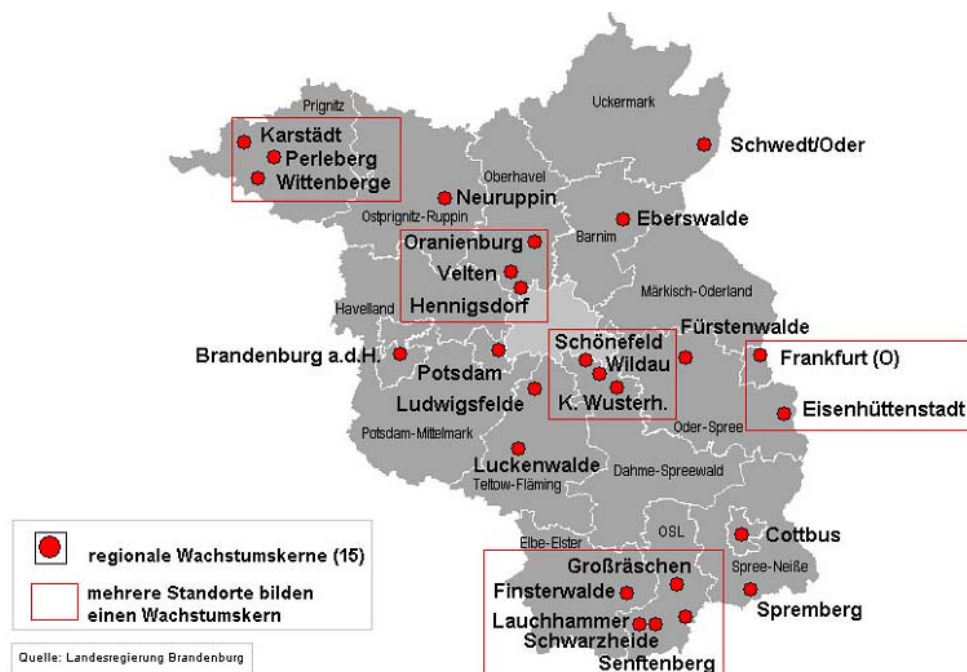 Prignitz
Uckermark
Karstädt
Perleberg
Wittenberge
Schwedt/Oder
Oberhavel
Neuruppin
Ostprignitz-Ruppin
Eberswalde
Barnim
Oranienburg
Velten
Hennigsdorf
Havelland
Märkisch-Oderland
Fürstenwalde
Schönefeld
Wildau
K. Wusterh.
Brandenburg a.d.H.
Potsdam
Frankfurt (O)
Ludwigsfelde
Eisenhüttenstadt
Potsdam-Mittelmark
Oder-Spree
Luckenwalde
Teltow-Fläming
Dahme-Spreewald
Cottbus
Elbe-Elster
OSL
Spree-Neiße
Großräschen
Finsterwalde
Spremberg
Lauchhammer
Schwarzheide
Senftenberg
regionale Wachstumskerne (15)
mehrere Standorte bilden
einen Wachstumskern
Quelle: Landesregierung Brandenburg